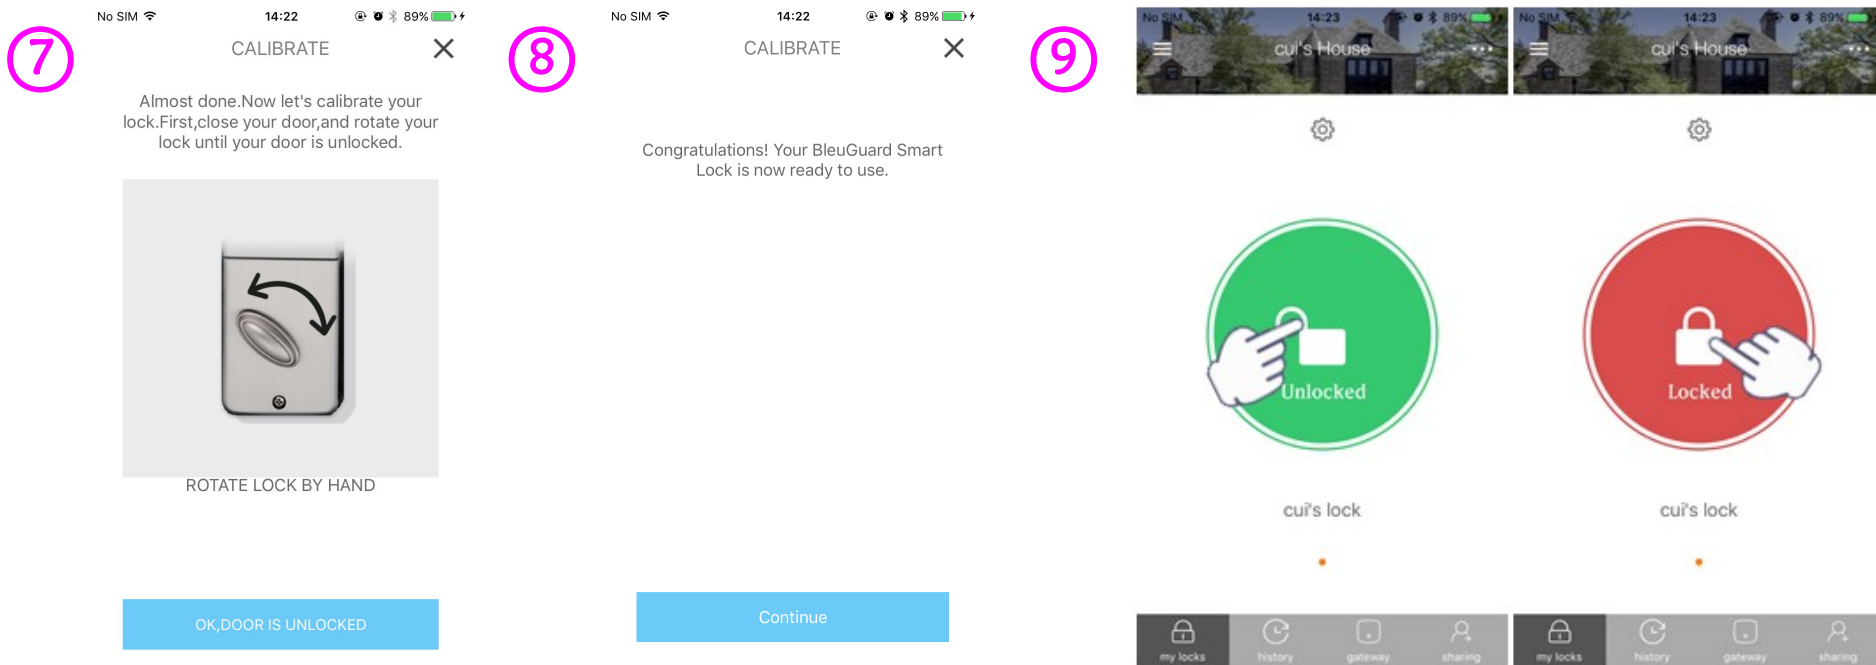 7
No SIM
14:22
89%
CALIBRATE
Almost done.Now let's calibrate your
lock.First,close your door,and rotate your
lock until your door is unlocked.
ROTATE LOCK BY HAND
OK,DOOR IS UNLOCKED
8
No SIM
14:22
89%
CALIBRATE
Congratulations! Your BleuGuard Smart
Lock is now ready to use.
Continue
9
No SIM
14:23
89%
cui's House
Unlocked
cui's lock
my locks
history
gateway
sharing
No SIM
14:23
89%
cui's House
Locked
cui's lock
my locks
history
gateway
sharing